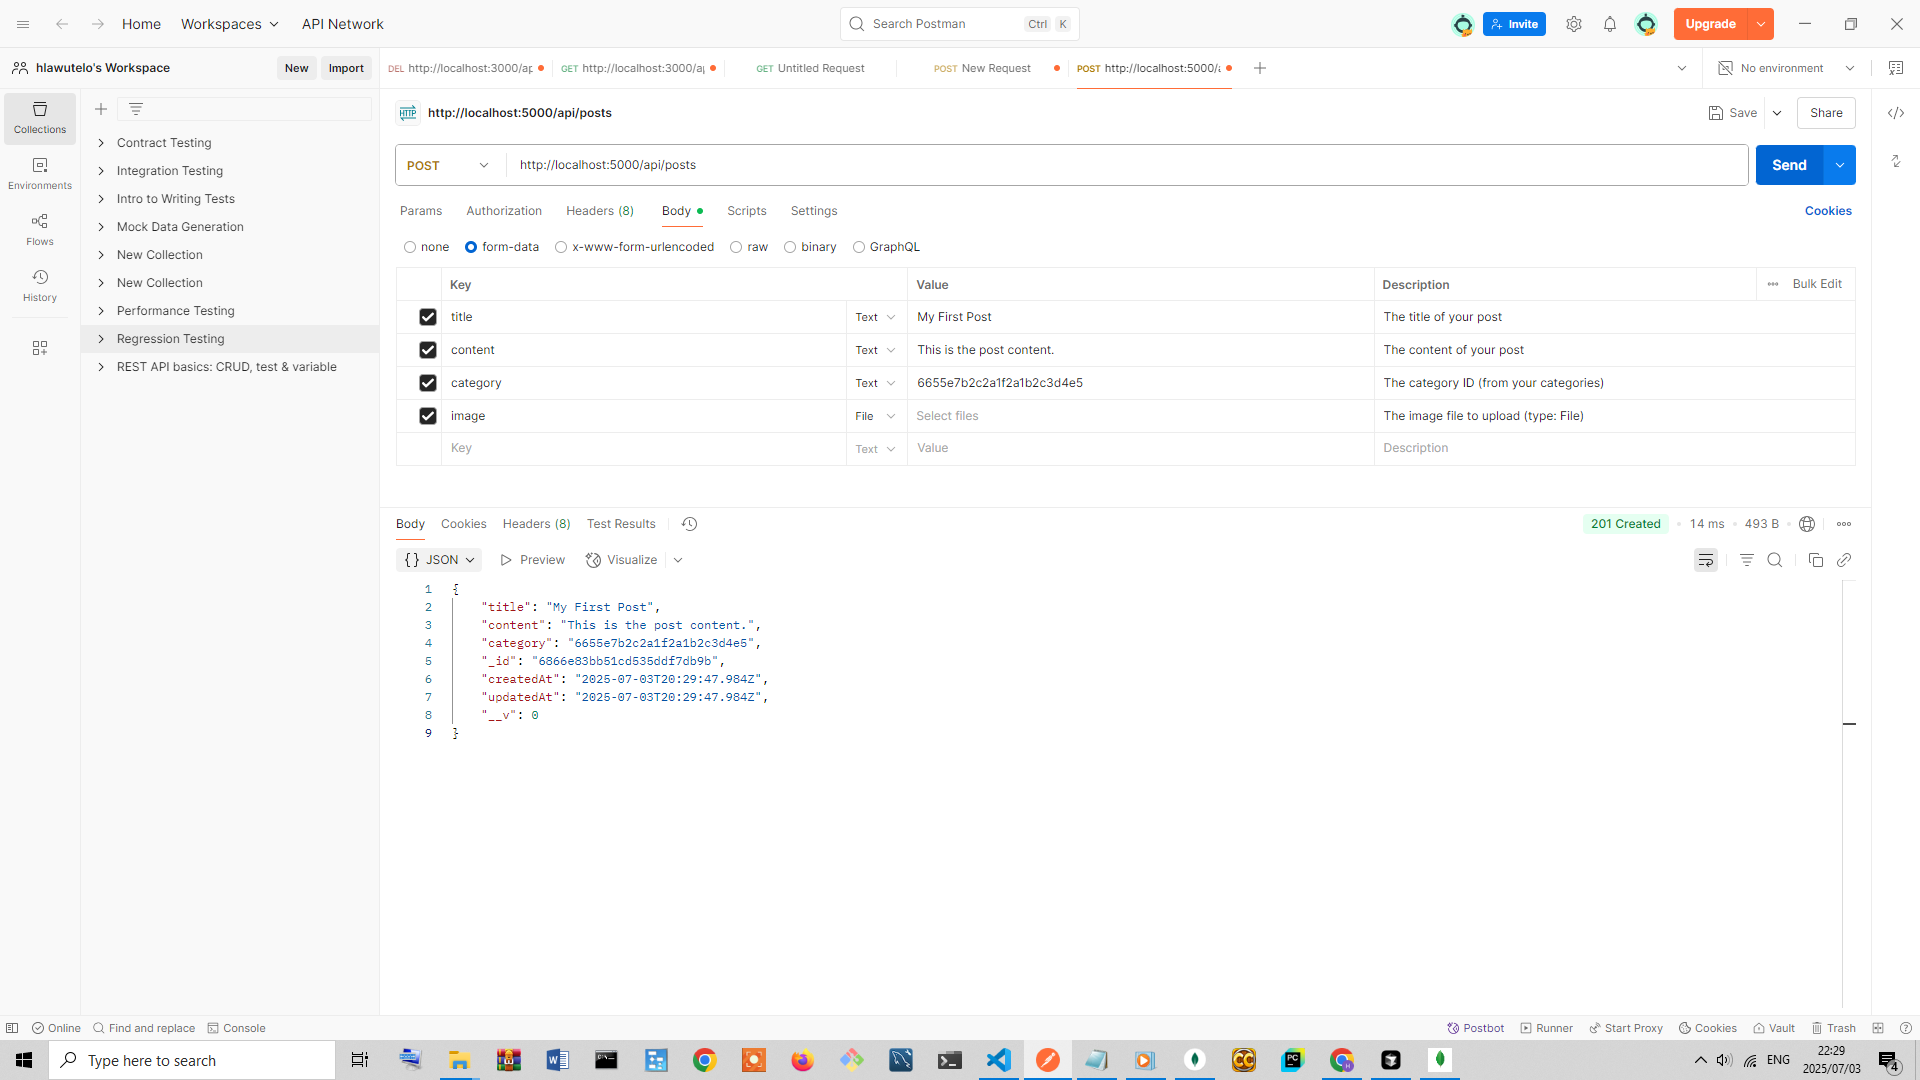 Home Workspaces API Network Search Postman Ctrl K Invite Upgrade
hlawutelo's Workspace New Import DEL http://localhost:3000/ap GET http://localhost:3000/ap GET Untitled Request POST New Request POST http://localhost:5000/a No environment
Collections
Environments
Flows
History
Contract Testing
Integration Testing
Intro to Writing Tests
Mock Data Generation
New Collection
New Collection
Performance Testing
Regression Testing
REST API basics: CRUD, test & variable
HTTP http://localhost:5000/api/posts Save Share
POST http://localhost:5000/api/posts Send
Params Authorization Headers (8) Body Scripts Settings Cookies
none form-data x-www-form-urlencoded raw binary GraphQL
Key Value Description Bulk Edit
title Text My First Post The title of your post
content Text This is the post content. The content of your post
category Text 6655e7b2c2a1f2a1b2c3d4e5 The category ID (from your categories)
image File Select files The image file to upload (type: File)
Key Text Value Description
Body Cookies Headers (8) Test Results 201 Created 14 ms 493 B
{} JSON Preview Visualize
1 {
2 "title": "My First Post",
3 "content": "This is the post content.",
4 "category": "6655e7b2c2a1f2a1b2c3d4e5",
5 "_id": "6866e83bb51cd535ddf7db9b",
6 "createdAt": "2025-07-03T20:29:47.984Z",
7 "updatedAt": "2025-07-03T20:29:47.984Z",
8 "__v": 0
9 }
Online Find and replace Console Postbot Runner Start Proxy Cookies Vault Trash
Type here to search PC H ENG 22:29
2025/07/03 4